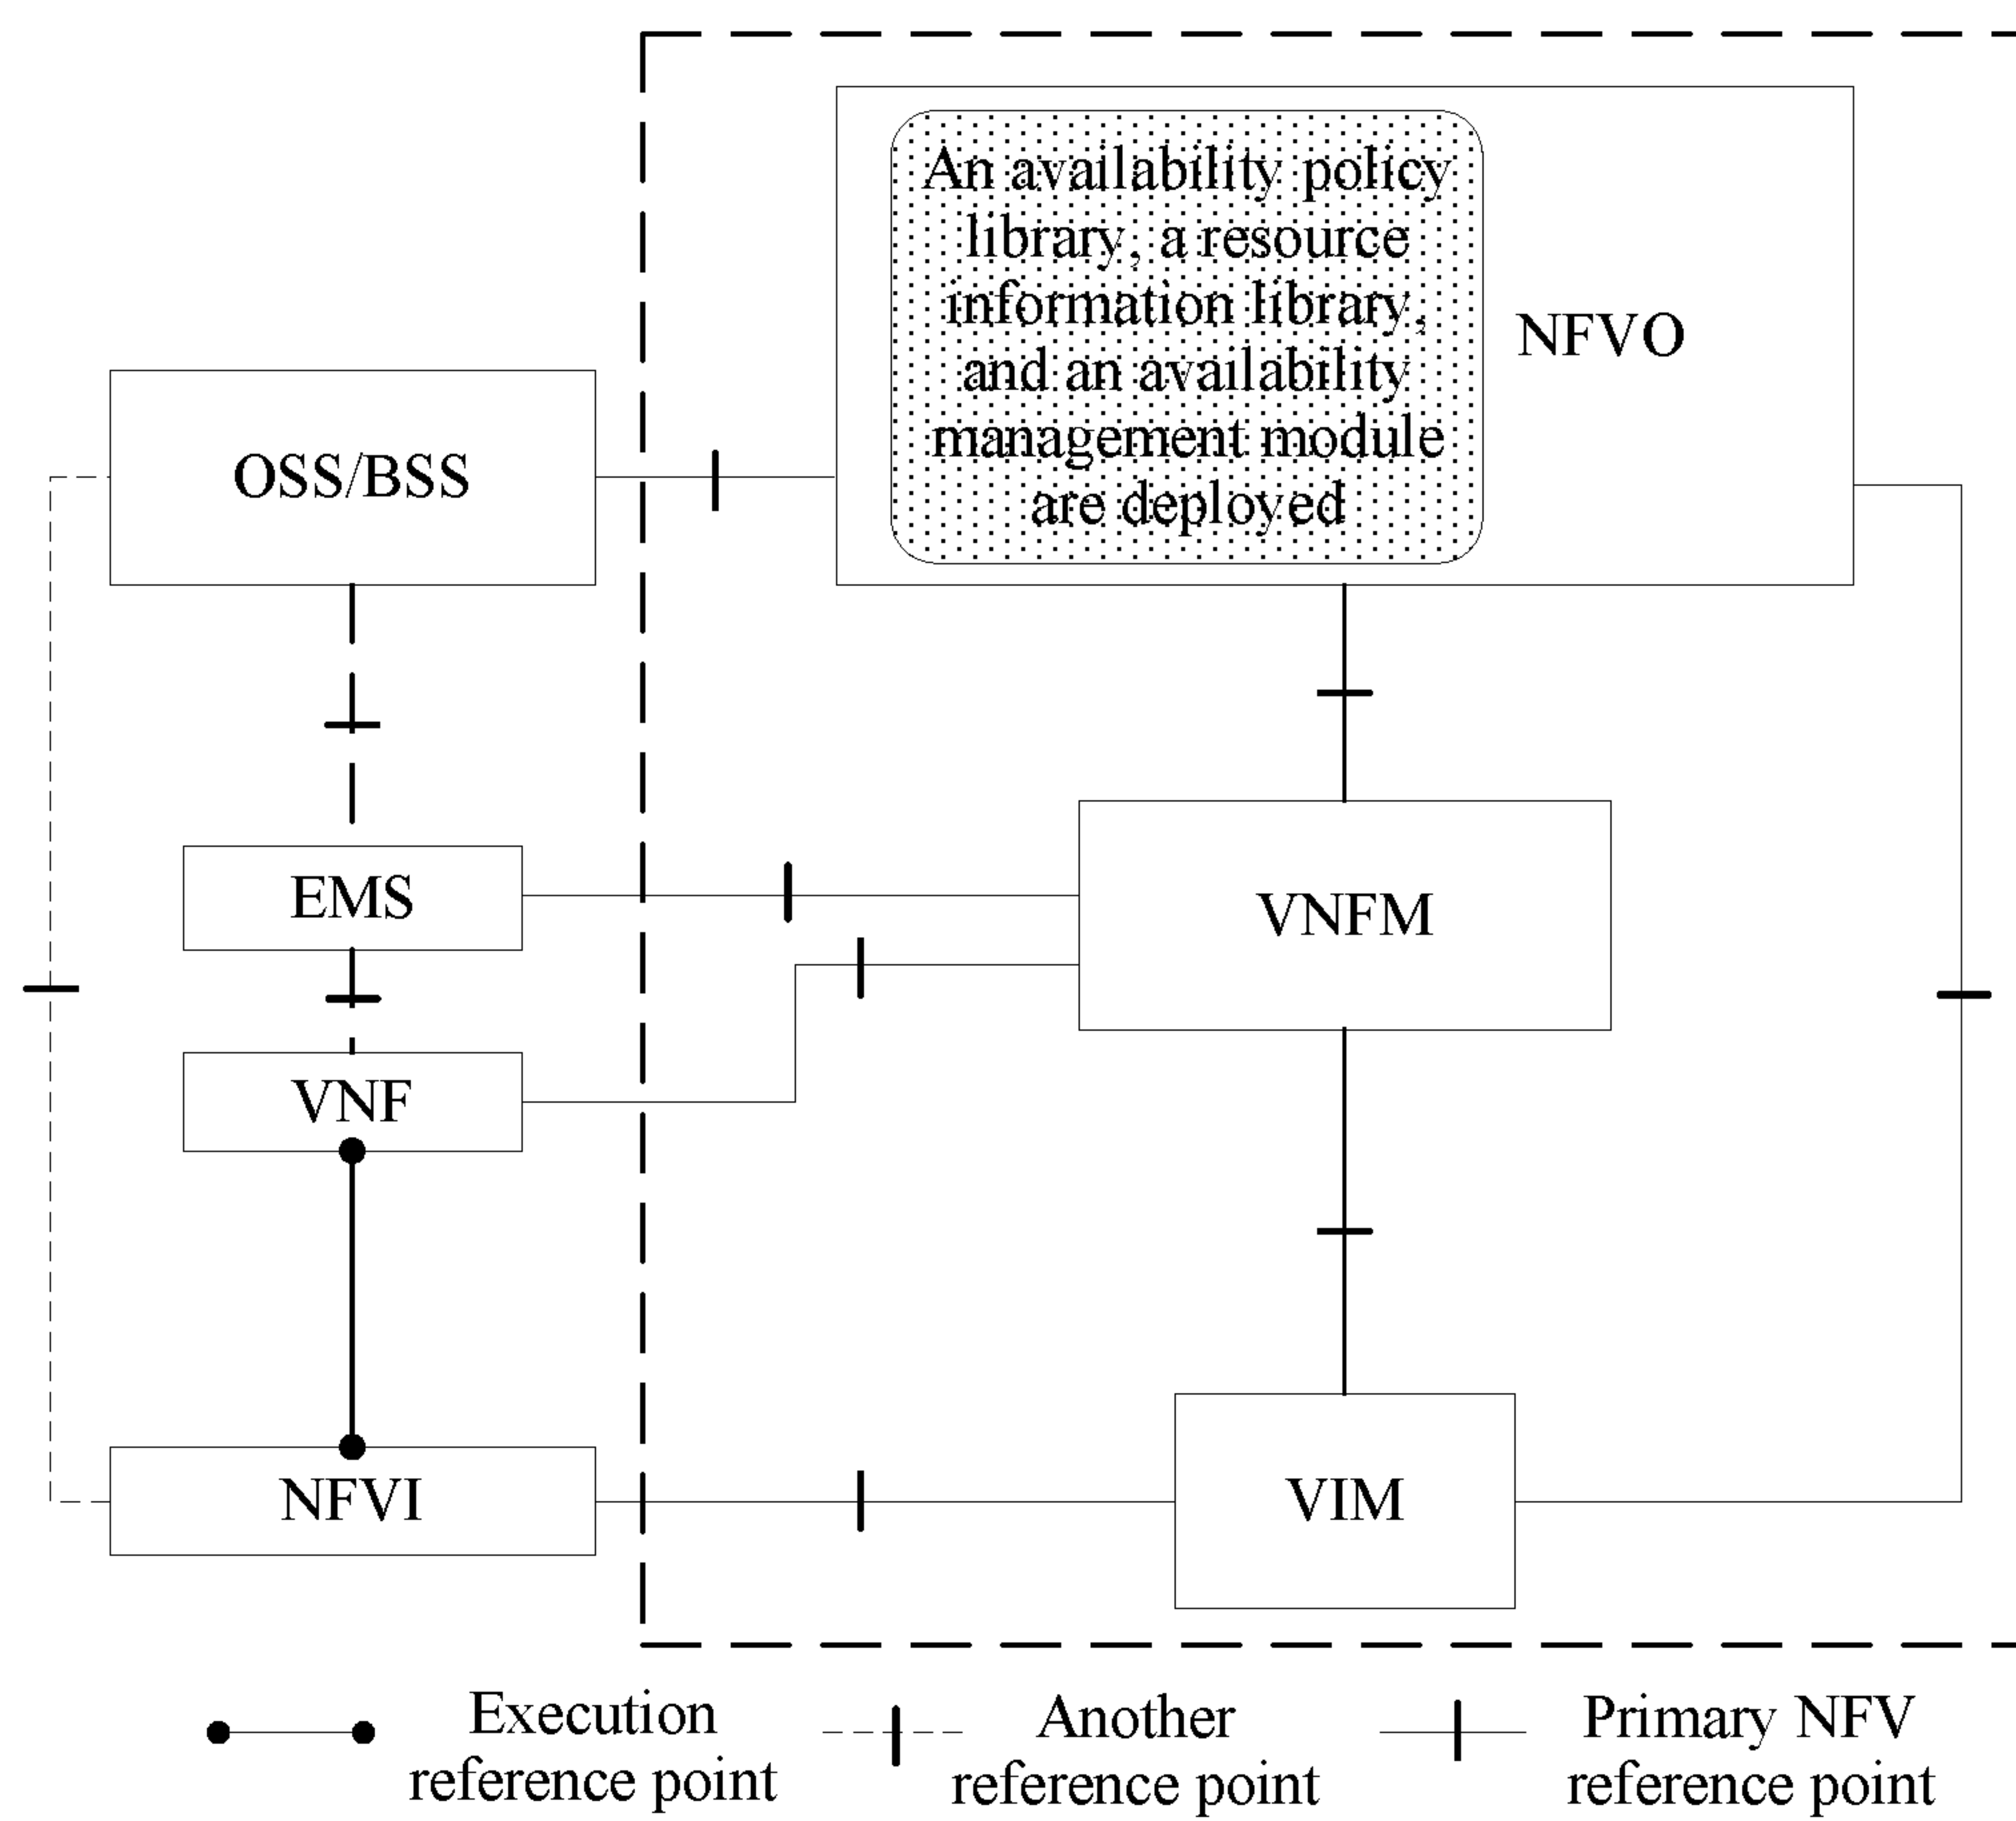 An availability policy
library, a resource
information library,
and an availability
management module
are deployed
NFVO
OSS/BSS
EMS
VNFM
VNF
NFVI
VIM
Execution
reference point
Another
reference point
Primary NFV
reference point